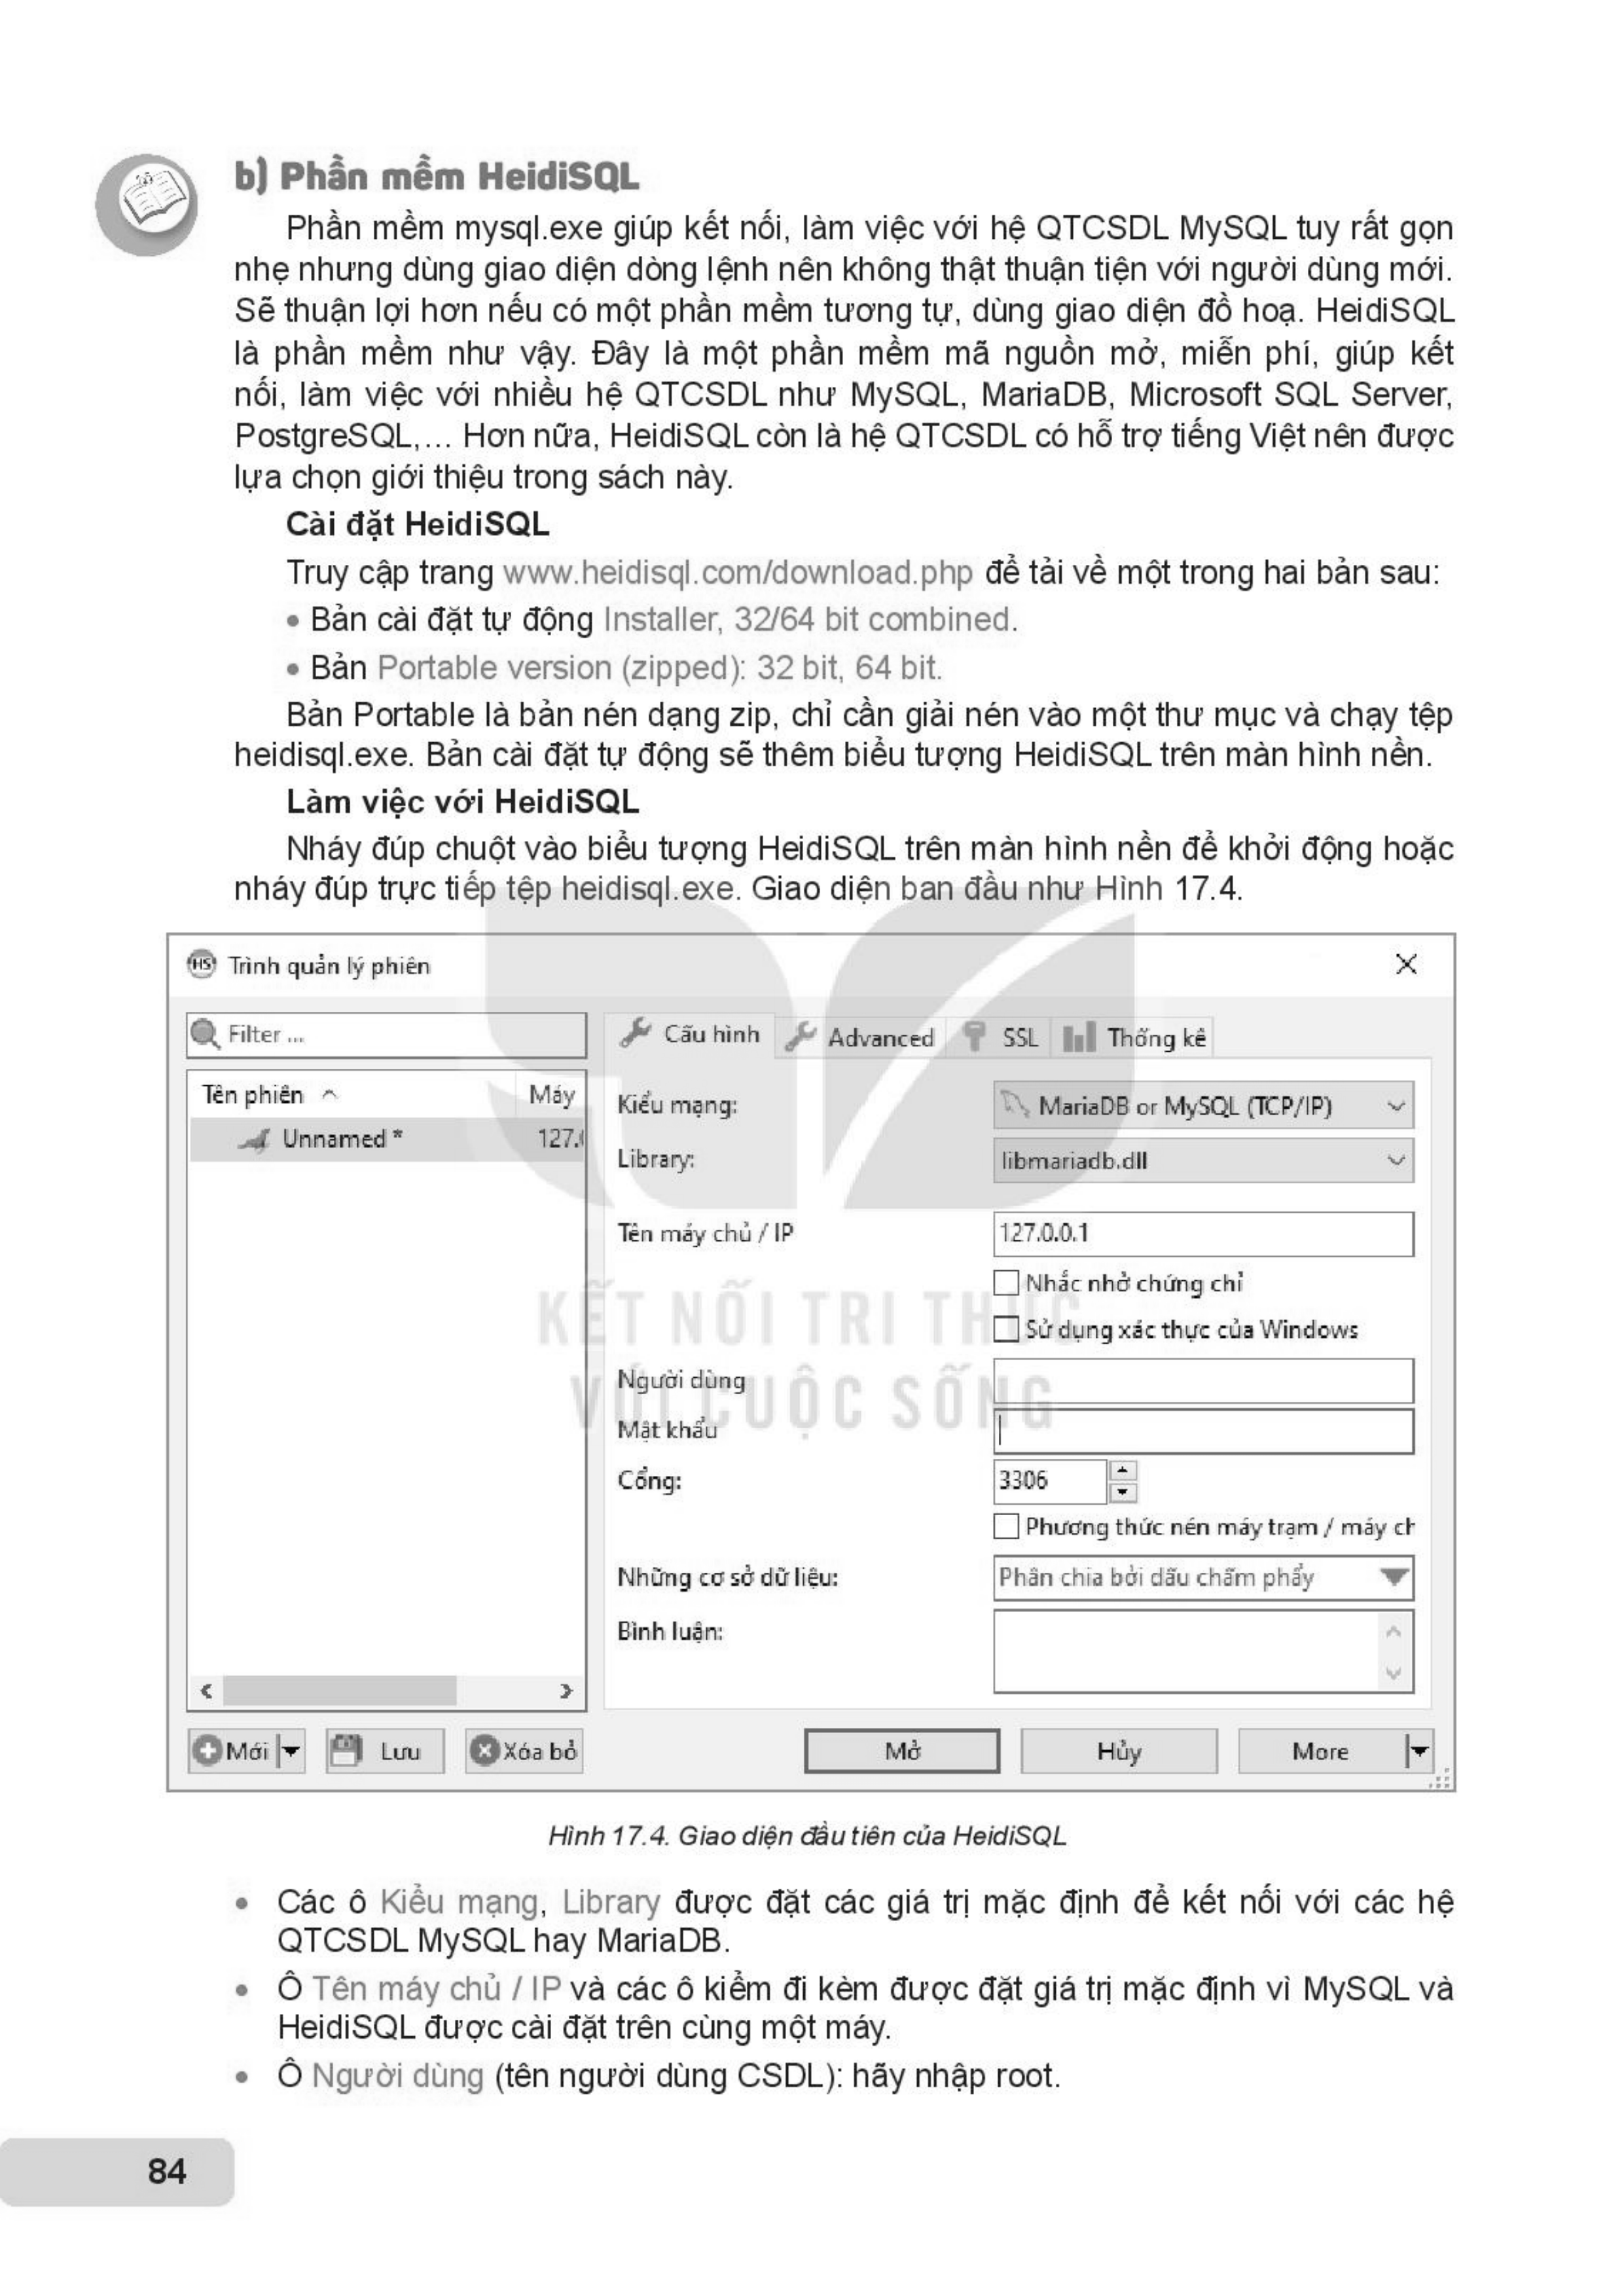 b) Phần mềm HeidiSQL
Phần mềm mysql.exe giúp kết nối, làm việc với hệ QTCSDL MySQL tuy rất gọn
nhẹ nhưng dùng giao diện dòng lệnh nên không thật thuận tiện với người dùng mới.
Sẽ thuận lợi hơn nếu có một phần mềm tương tự, dùng giao diện đồ hoạ. HeidiSQL
là phần mềm như vậy. Đây là một phần mềm mã nguồn mở, miễn phí, giúp kết
nối, làm việc với nhiều hệ QTCSDL như MySQL, MariaDB, Microsoft SQL Server,
PostgreSQL,... Hơn nữa, HeidiSQL còn là hệ QTCSDL có hỗ trợ tiếng Việt nên được
lựa chọn giới thiệu trong sách này.
Cài đặt HeidiSQL
Truy cập trang www.heidisql.com/download.php để tải về một trong hai bản sau:
• Bản cài đặt tự động Installer, 32/64 bit combined.
• Bản Portable version (zipped): 32 bit, 64 bit.
Bản Portable là bản nén dạng zip, chỉ cần giải nén vào một thư mục và chạy tệp
heidisql.exe. Bản cài đặt tự động sẽ thêm biểu tượng HeidiSQL trên màn hình nền.
Làm việc với HeidiSQL
Nháy đúp chuột vào biểu tượng HeidiSQL trên màn hình nền để khởi động hoặc
nháy đúp trực tiếp tệp heidisql.exe. Giao diện ban đầu như Hình 17.4.
HS Trình quản lý phiên
Filter ...
Cấu hình Advanced SSL Thống kê
Tên phiên Máy
Unnamed * 127.
Kiểu mạng: MariaDB or MySQL (TCP/IP)
Library: libmariadb.dll
Tên máy chủ / IP 127.0.0.1
Nhắc nhở chứng chỉ
KẾT NỐI TRI THỨC
Sử dụng xác thực của Windows
Người dùng
VỚI CUỘC SỐNG
Mật khẩu
Cổng: 3306
Phương thức nén máy trạm / máy ch
Những cơ sở dữ liệu: Phân chia bởi dấu chấm phẩy
Bình luận:
Mới Lưu Xóa bỏ Mở Hủy More
Hình 17.4. Giao diện đầu tiên của HeidiSQL
• Các ô Kiểu mạng, Library được đặt các giá trị mặc định để kết nối với các hệ
QTCSDL MySQL hay MariaDB.
• Ô Tên máy chủ / IP và các ô kiểm đi kèm được đặt giá trị mặc định vì MySQL và
HeidiSQL được cài đặt trên cùng một máy.
• Ô Người dùng (tên người dùng CSDL): hãy nhập root.
84